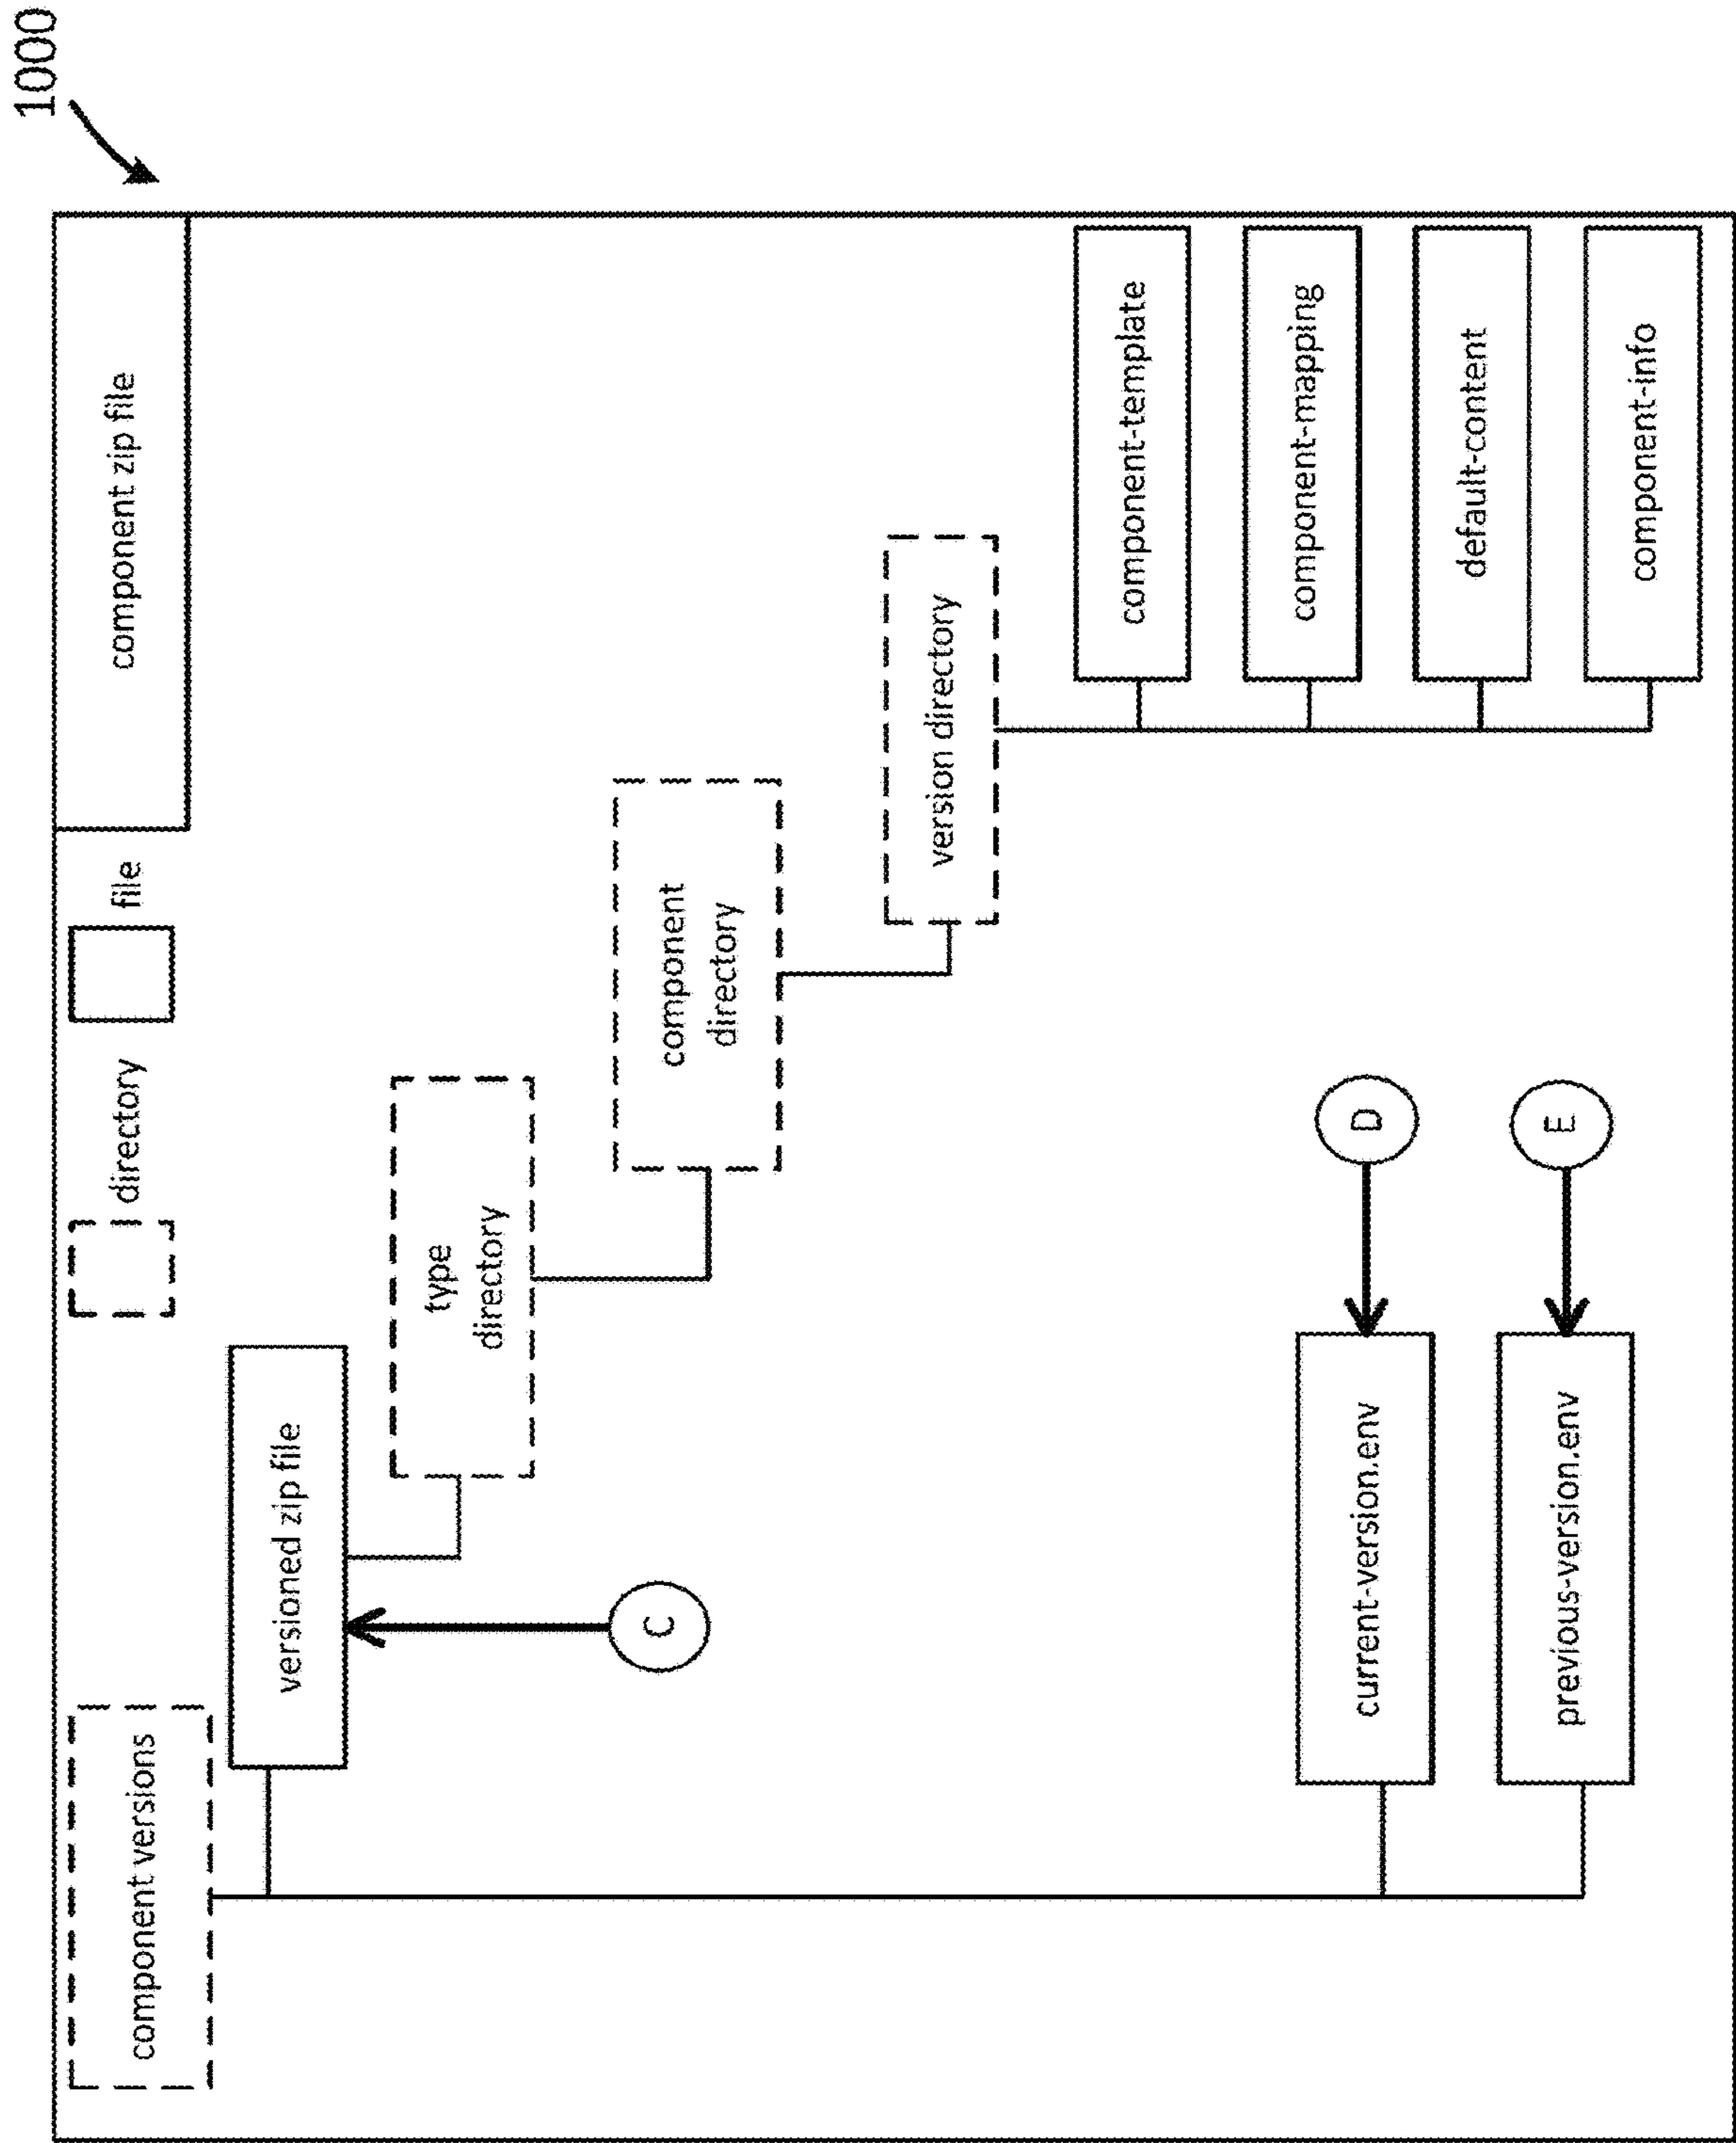 1000
directory
file
component zip file
component versions
versioned zip file
type
directory
C
component
directory
version directory
component-template
component-mapping
default-content
component-info
current-version.env
D
previous-version.env
E